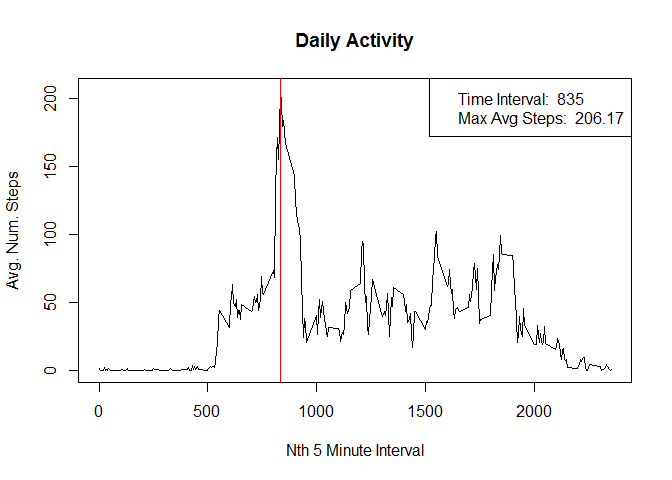 Daily Activity
Time Interval:  835
Max Avg Steps:  206.17
Avg. Num. Steps
200
150
100
50
0
0 500 1000 1500 2000
Nth 5 Minute Interval